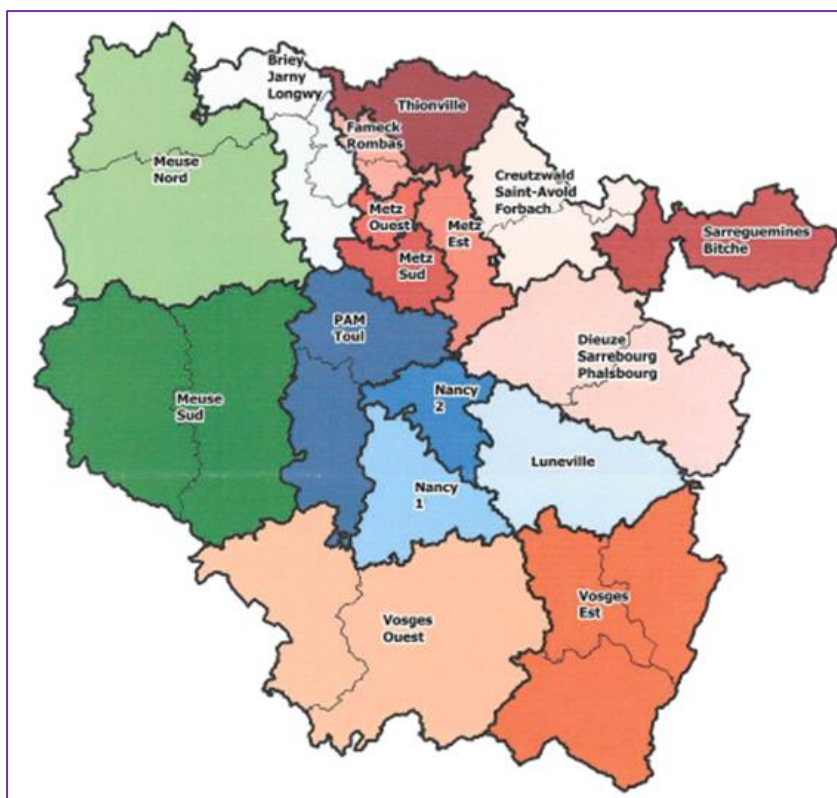 Briey
Jarny
Longwy
Thionville
Fameck
Rombas
Meuse
Nord
Creutzwald
Saint-Avold
Forbach
Metz
Ouest
Metz
Est
Sarreguemines
Bitche
Metz
Sud
PAM
Toul
Dieuze
Sarrebourg
Phalsbourg
Meuse
Sud
Nancy
2
Luneville
Nancy
1
Vosges
Est
Vosges
Ouest